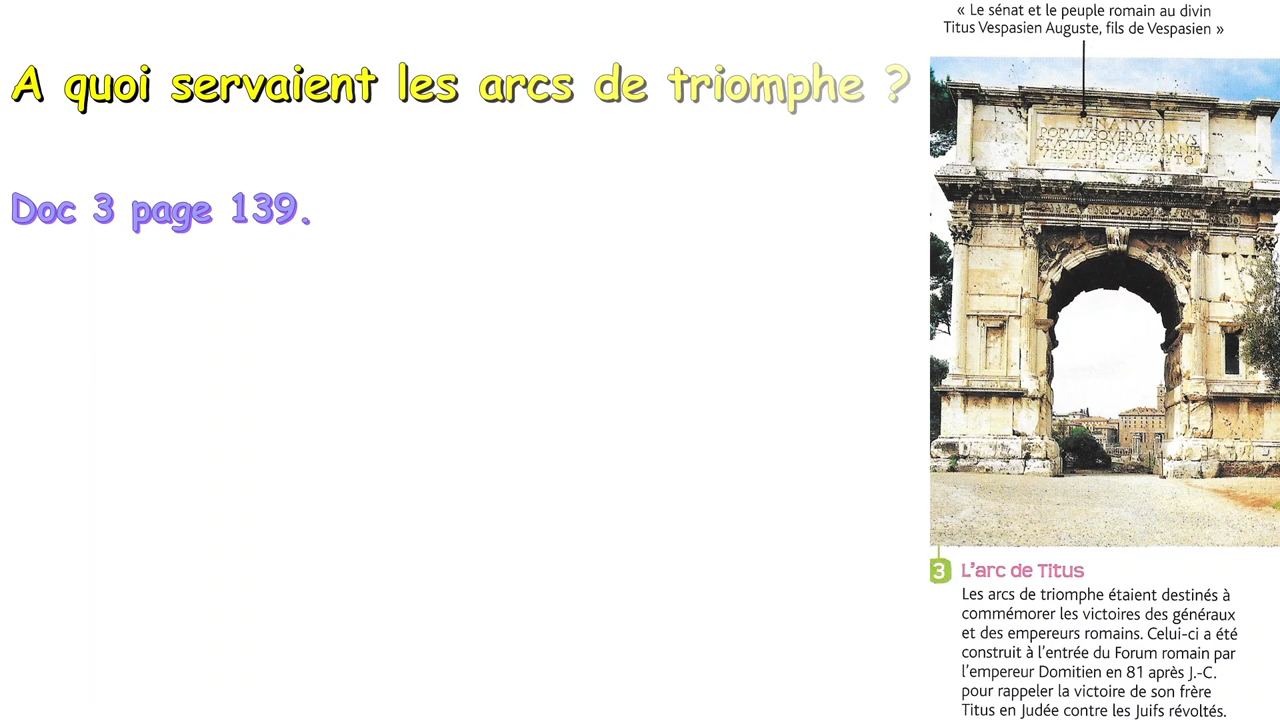 A quoi servaient les arcs de triomphe ?
Doc 3 page 139.
« Le sénat et le peuple romain au divin
Titus Vespasien Auguste, fils de Vespasien »
SENATVS
POPVLVSQVEROMANVS
3 L'arc de Titus
Les arcs de triomphe étaient destinés à
commémorer les victoires des généraux
et des empereurs romains. Celui-ci a été
construit à l'entrée du Forum romain par
l'empereur Domitien en 81 après J.-C.
pour rappeler la victoire de son frère
Titus en Judée contre les Juifs révoltés.